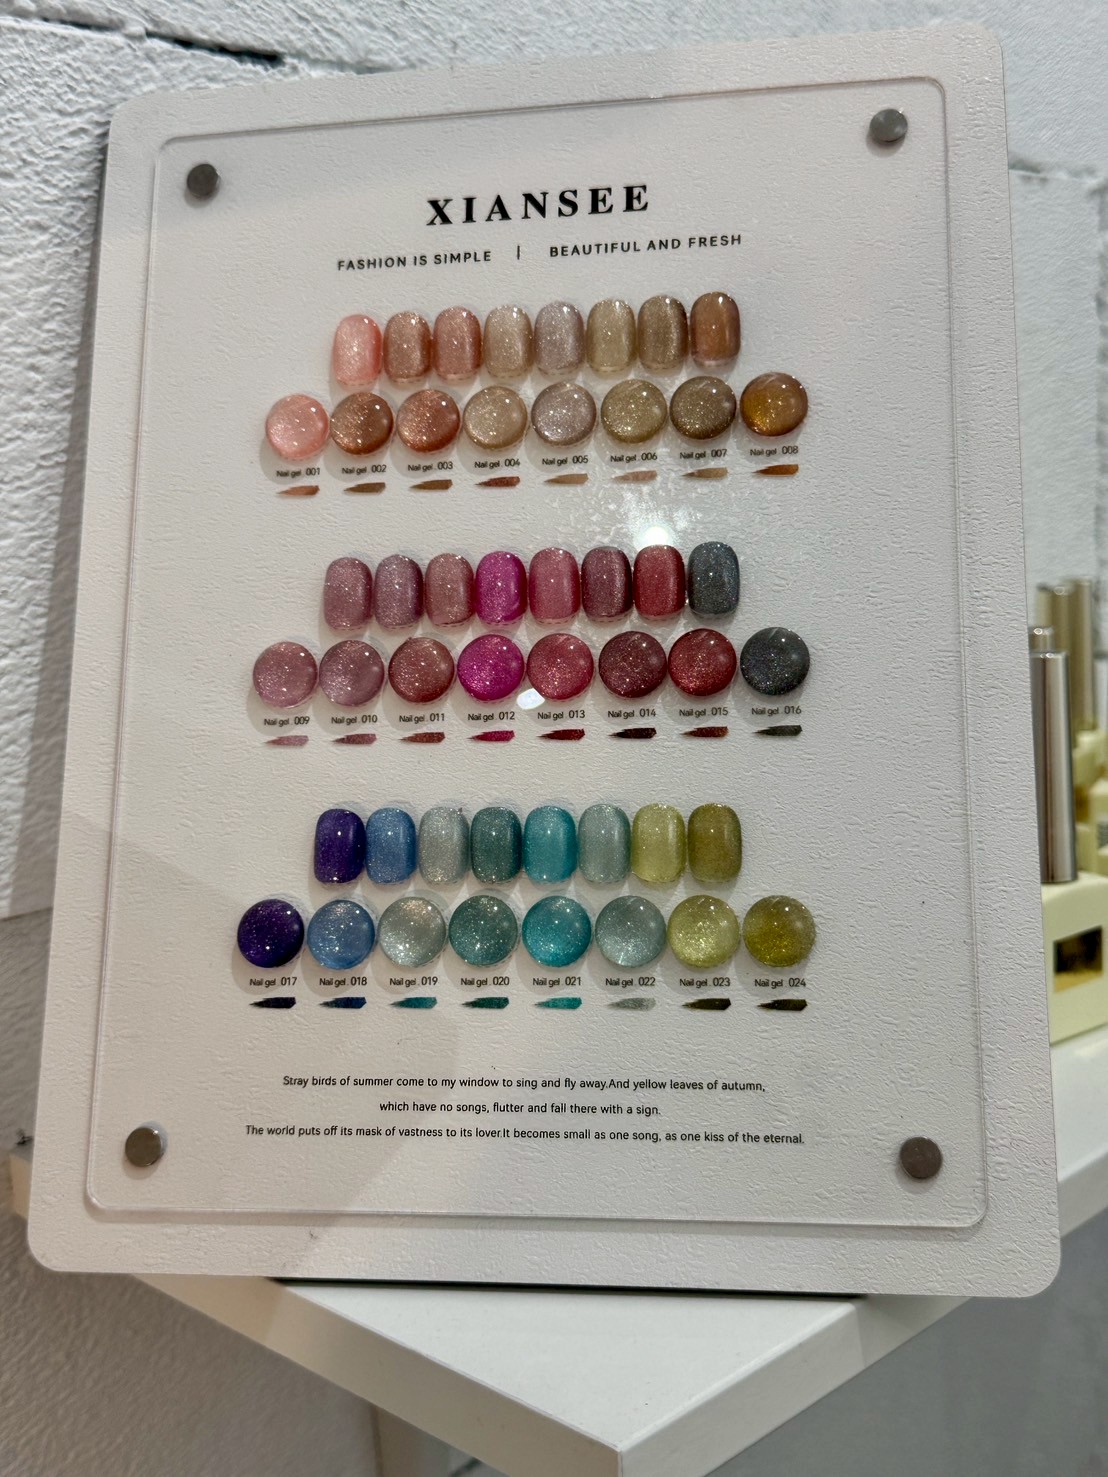 XIANSEE
FASHION IS SIMPLE | BEAUTIFUL AND FRESH
Nail gel . 001 Nail gel . 002 Nail gel . 003 Nail gel . 004 Nail gel . 005 Nail gel . 006 Nail gel . 007 Nail gel . 008
Nail gel . 009 Nail gel . 010 Nail gel . 011 Nail gel . 012 Nail gel . 013 Nail gel . 014 Nail gel . 015 Nail gel . 016
Nail gel . 017 Nail gel . 018 Nail gel . 019 Nail gel . 020 Nail gel . 021 Nail gel . 022 Nail gel . 023 Nail gel . 024
Stray birds of summer come to my window to sing and fly away.And yellow leaves of autumn,
which have no songs, flutter and fall there with a sign.
The world puts off its mask of vastness to its lover.It becomes small as one song, as one kiss of the eternal.